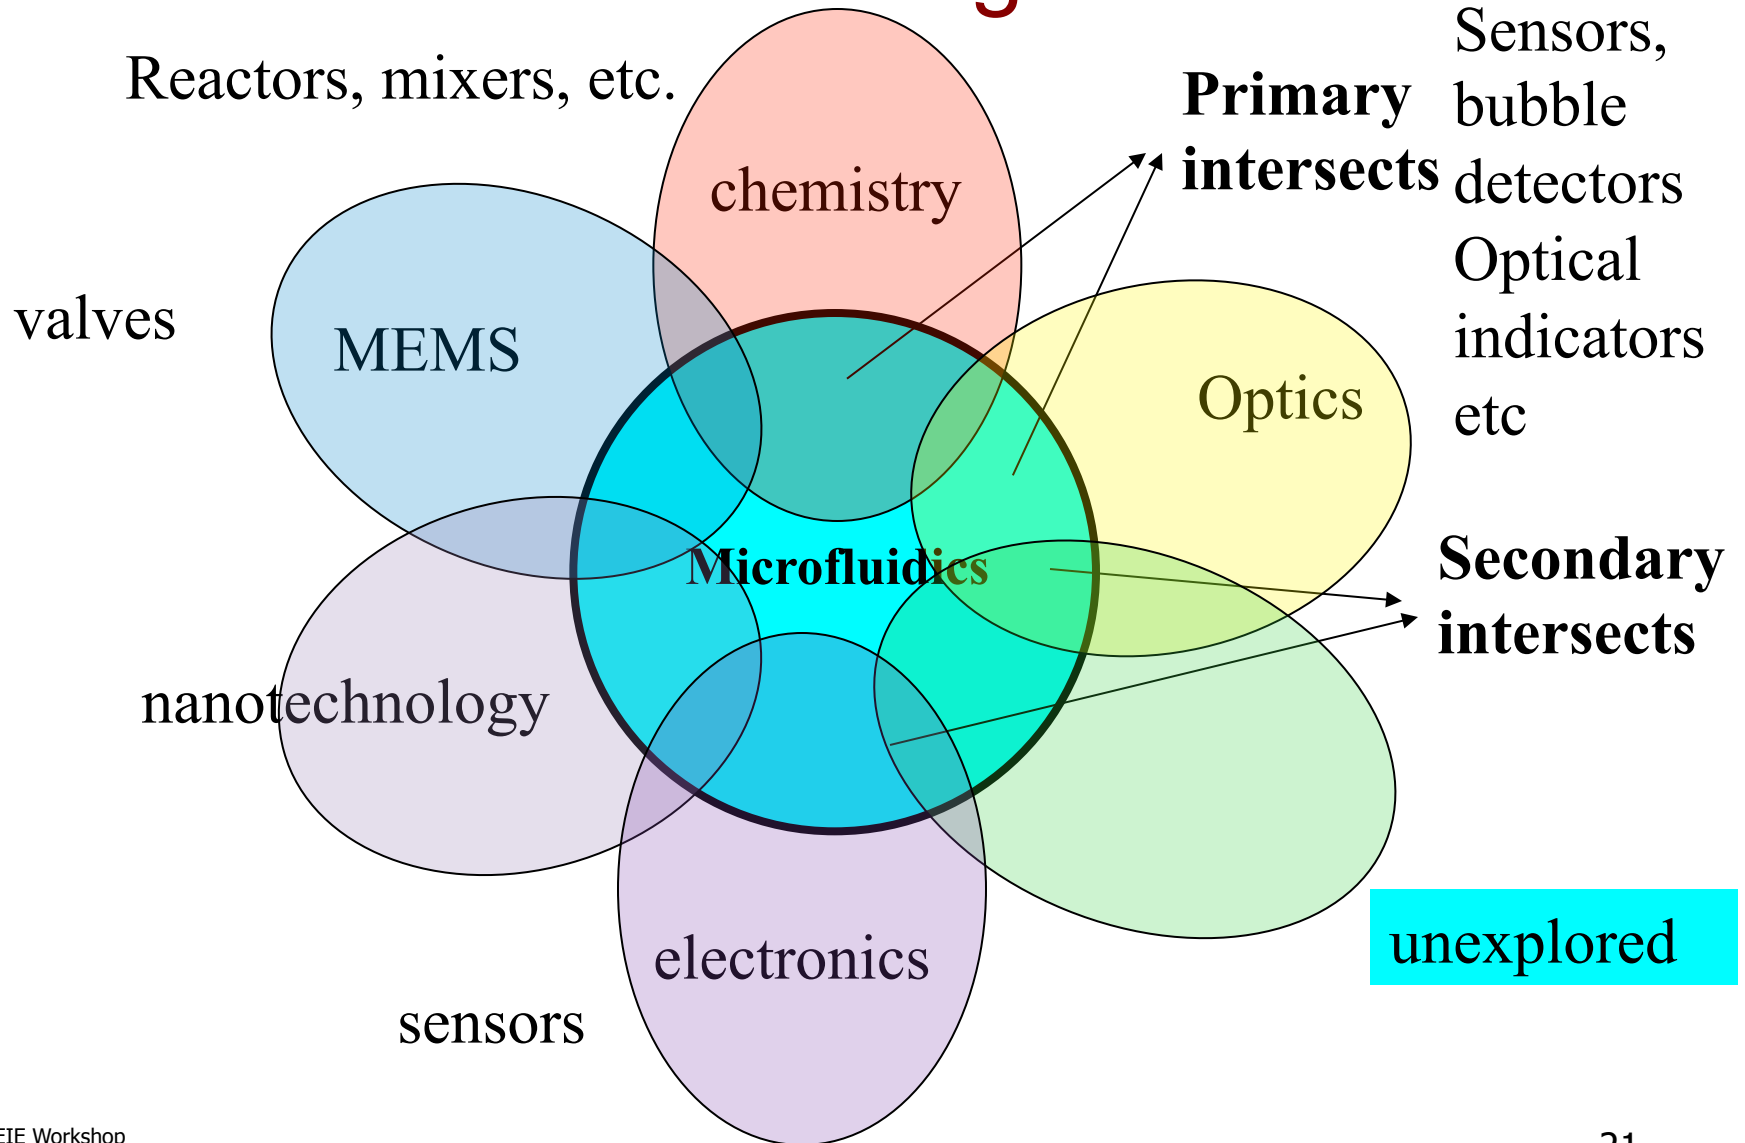 Reactors, mixers, etc.
Sensors,
bubble
detectors
Optical
indicators
etc
Primary
intersects
chemistry
valves
MEMS
Optics
Microfluidics
Secondary
intersects
nanotechnology
unexplored
electronics
sensors
Workshop